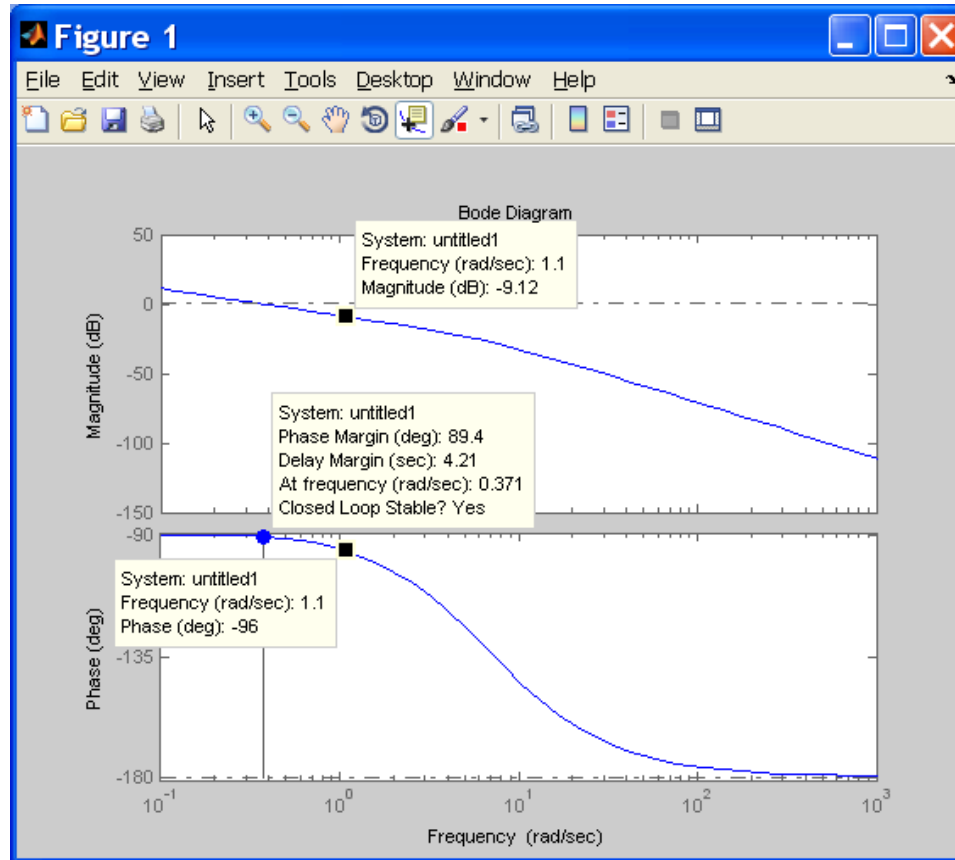 Figure 1
File Edit View Insert Tools Desktop Window Help
Bode Diagram
System: untitled1
Frequency (rad/sec): 1.1
Magnitude (dB): -9.12
50
0
-50
-100
-150
Magnitude (dB)
System: untitled1
Phase Margin (deg): 89.4
Delay Margin (sec): 4.21
At frequency (rad/sec): 0.371
Closed Loop Stable? Yes
-90
-135
-180
Phase (deg)
System: untitled1
Frequency (rad/sec): 1.1
Phase (deg): -96
10^-1 10^0 10^1 10^2 10^3
Frequency (rad/sec)